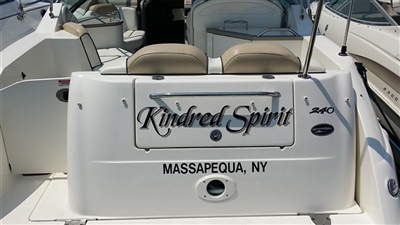 Kindred Spirit
240
MASSAPEQUA, NY